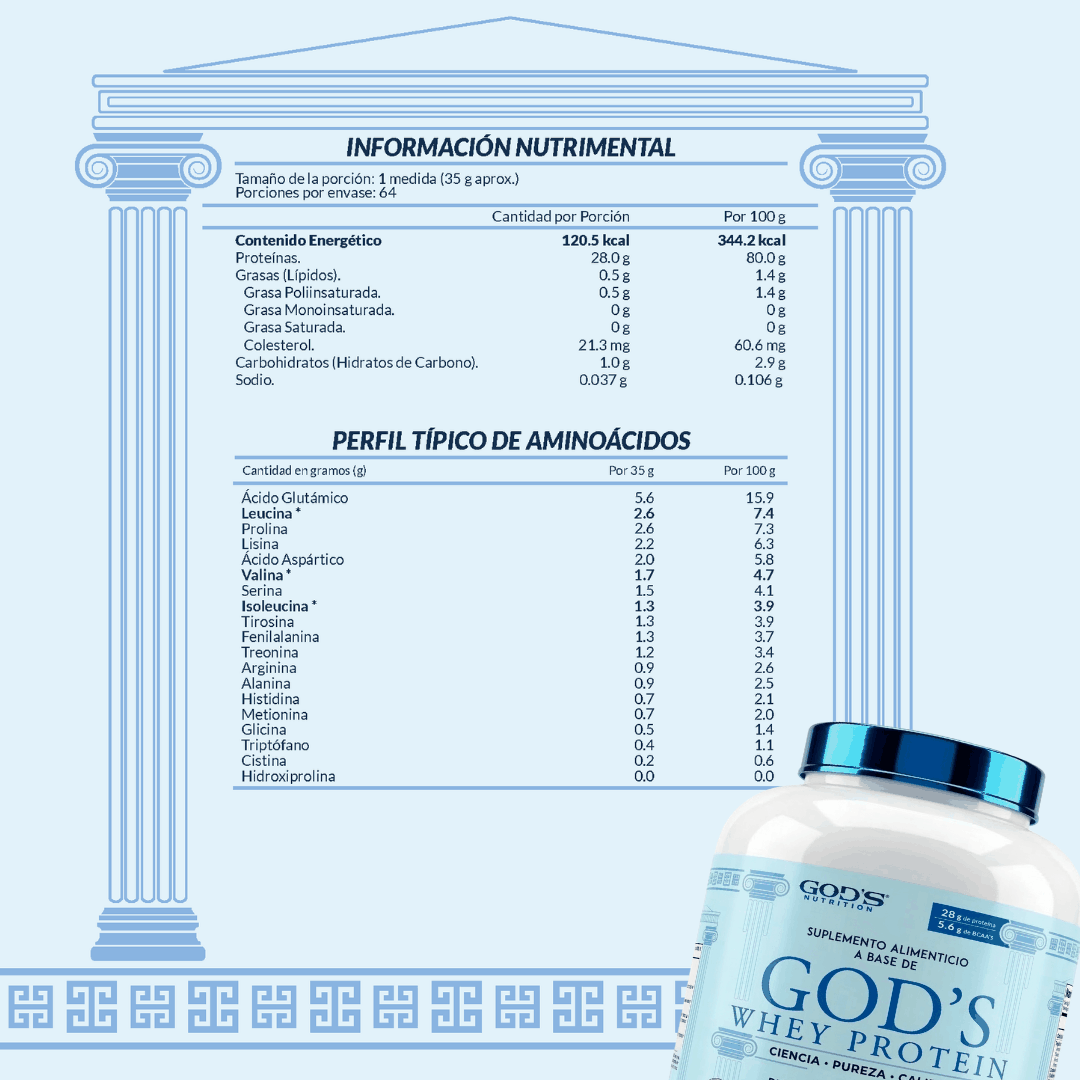 INFORMACIÓN NUTRIMENTAL
Tamaño de la porción: 1 medida (35 g aprox.)
Porciones por envase: 64
Cantidad por Porción Por 100 g
Contenido Energético 120.5 kcal 344.2 kcal
Proteínas. 28.0 g 80.0 g
Grasas (Lípidos). 0.5 g 1.4 g
Grasa Poliinsaturada. 0.5 g 1.4 g
Grasa Monoinsaturada. 0 g 0 g
Grasa Saturada. 0 g 0 g
Colesterol. 21.3 mg 60.6 mg
Carbohidratos (Hidratos de Carbono). 1.0 g 2.9 g
Sodio. 0.037 g 0.106 g
PERFIL TÍPICO DE AMINOÁCIDOS
Cantidad en gramos (g) Por 35 g Por 100 g
Ácido Glutámico 5.6 15.9
Leucina * 2.6 7.4
Prolina 2.6 7.3
Lisina 2.2 6.3
Ácido Aspártico 2.0 5.8
Valina * 1.7 4.7
Serina 1.5 4.1
Isoleucina * 1.3 3.9
Tirosina 1.3 3.9
Fenilalanina 1.3 3.7
Treonina 1.2 3.4
Arginina 0.9 2.6
Alanina 0.9 2.5
Histidina 0.7 2.1
Metionina 0.7 2.0
Glicina 0.5 1.4
Triptófano 0.4 1.1
Cistina 0.2 0.6
Hidroxiprolina 0.0 0.0
GOD'S
NUTRITION
28 g de proteína
5.6 g de BCAA'S
SUPLEMENTO ALIMENTICIO
A BASE DE
GOD'S
WHEY PROTEIN
CIENCIA • PUREZA •